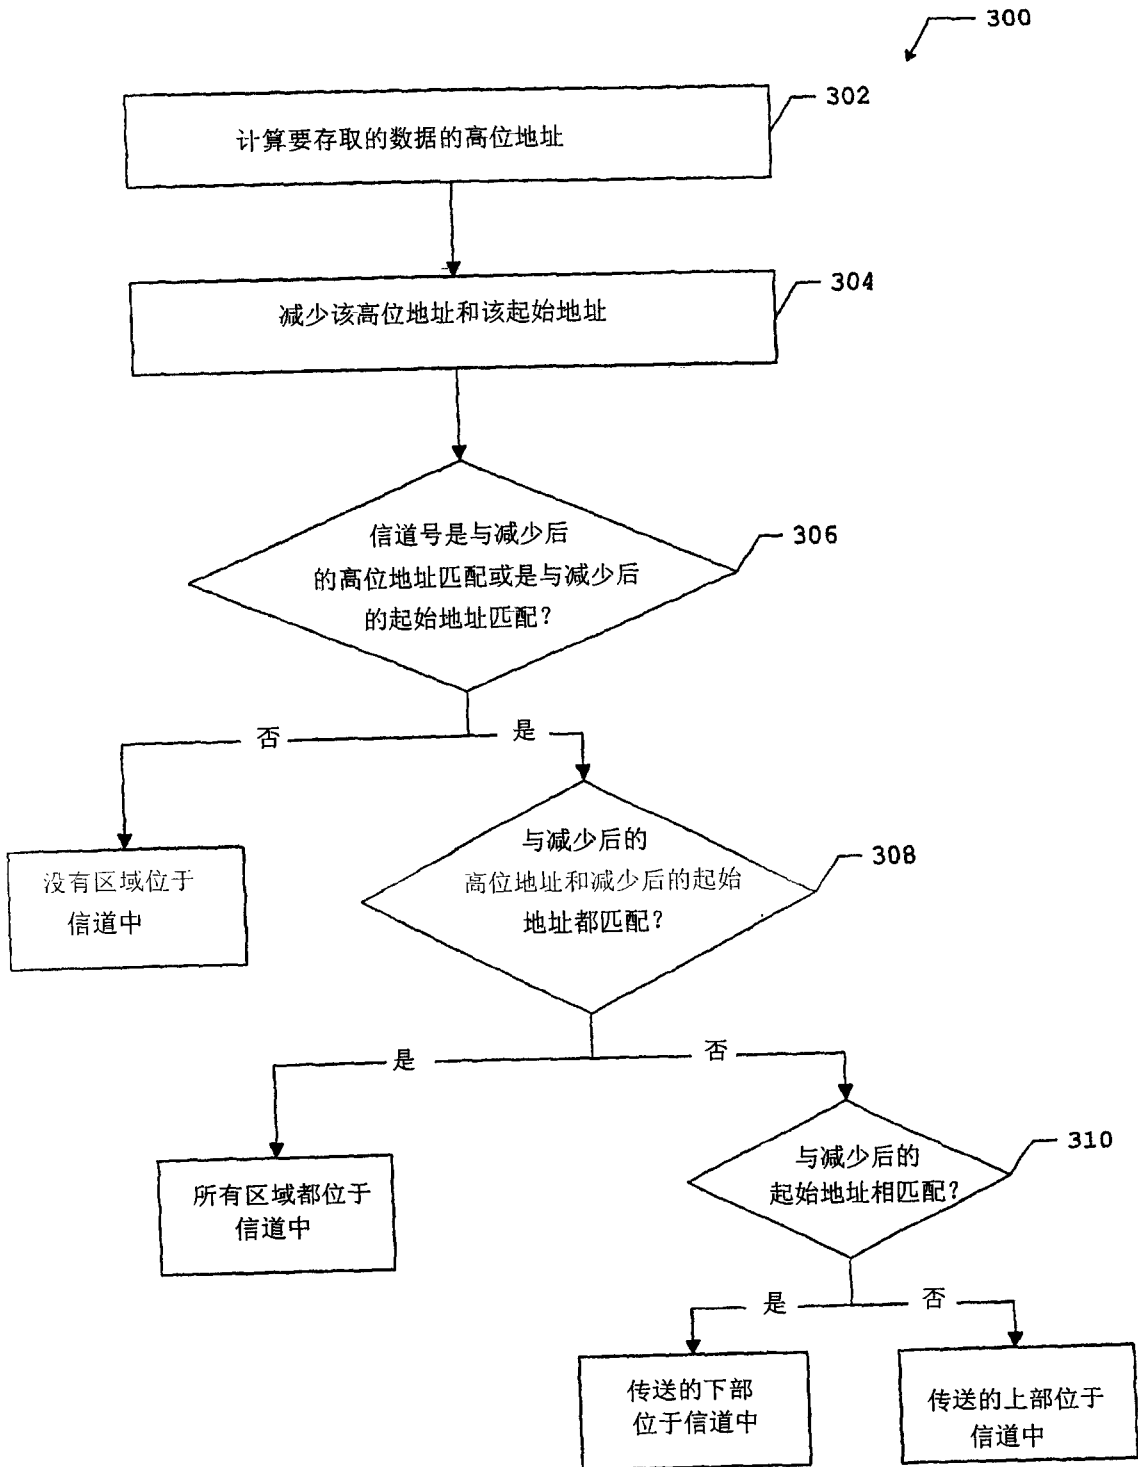 300
302
计算要存取的数据的高位地址
304
减少该高位地址和该起始地址
306
信道号是与减少后
的高位地址匹配或是与减少后
的起始地址匹配？
否
是
308
与减少后的
高位地址和减少后的起始
地址都匹配？
没有区域位于
信道中
是
否
310
与减少后的
起始地址相匹配？
所有区域都位于
信道中
是
否
传送的下部
位于信道中
传送的上部位于
信道中